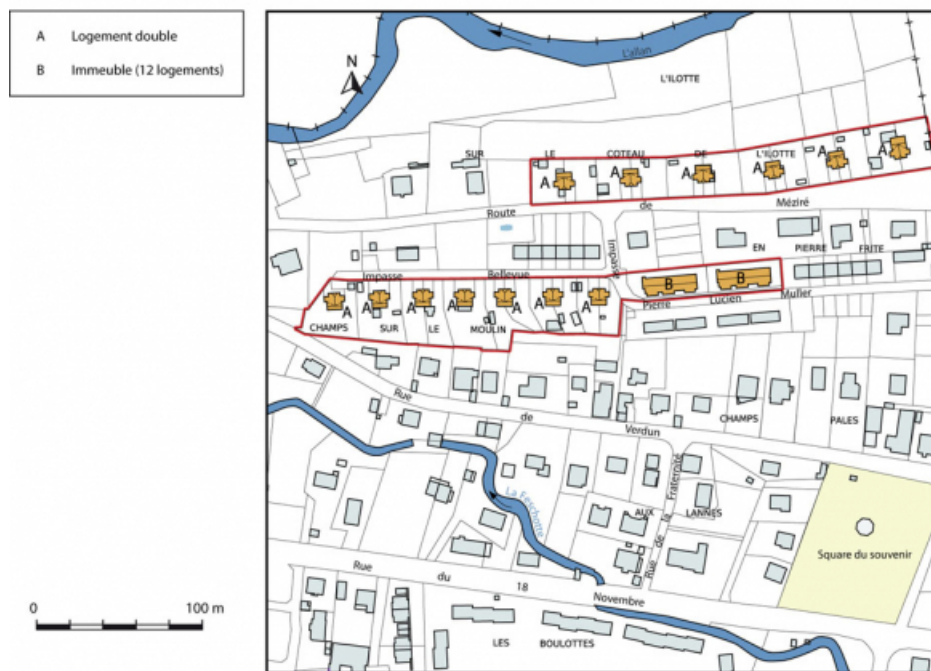 A Logement double
B Immeuble (12 logements)
N
L'allan
L'ILOTTE
SUR LE COTEAU DE L'ILOTTE
A A A A A A
Route de Méziré
Impasse
EN PIERRE FRITE
Impasse Bellevue
B B
Pierre Lucien Muller
A A A A A A A
CHAMPS SUR LE MOULIN
Rue de Verdun
CHAMPS PALES
La Feschotte
Rue de la Fraternité
AUX LANNES
Square du souvenir
Rue du 18 Novembre
0 100 m
LES BOULOTTES